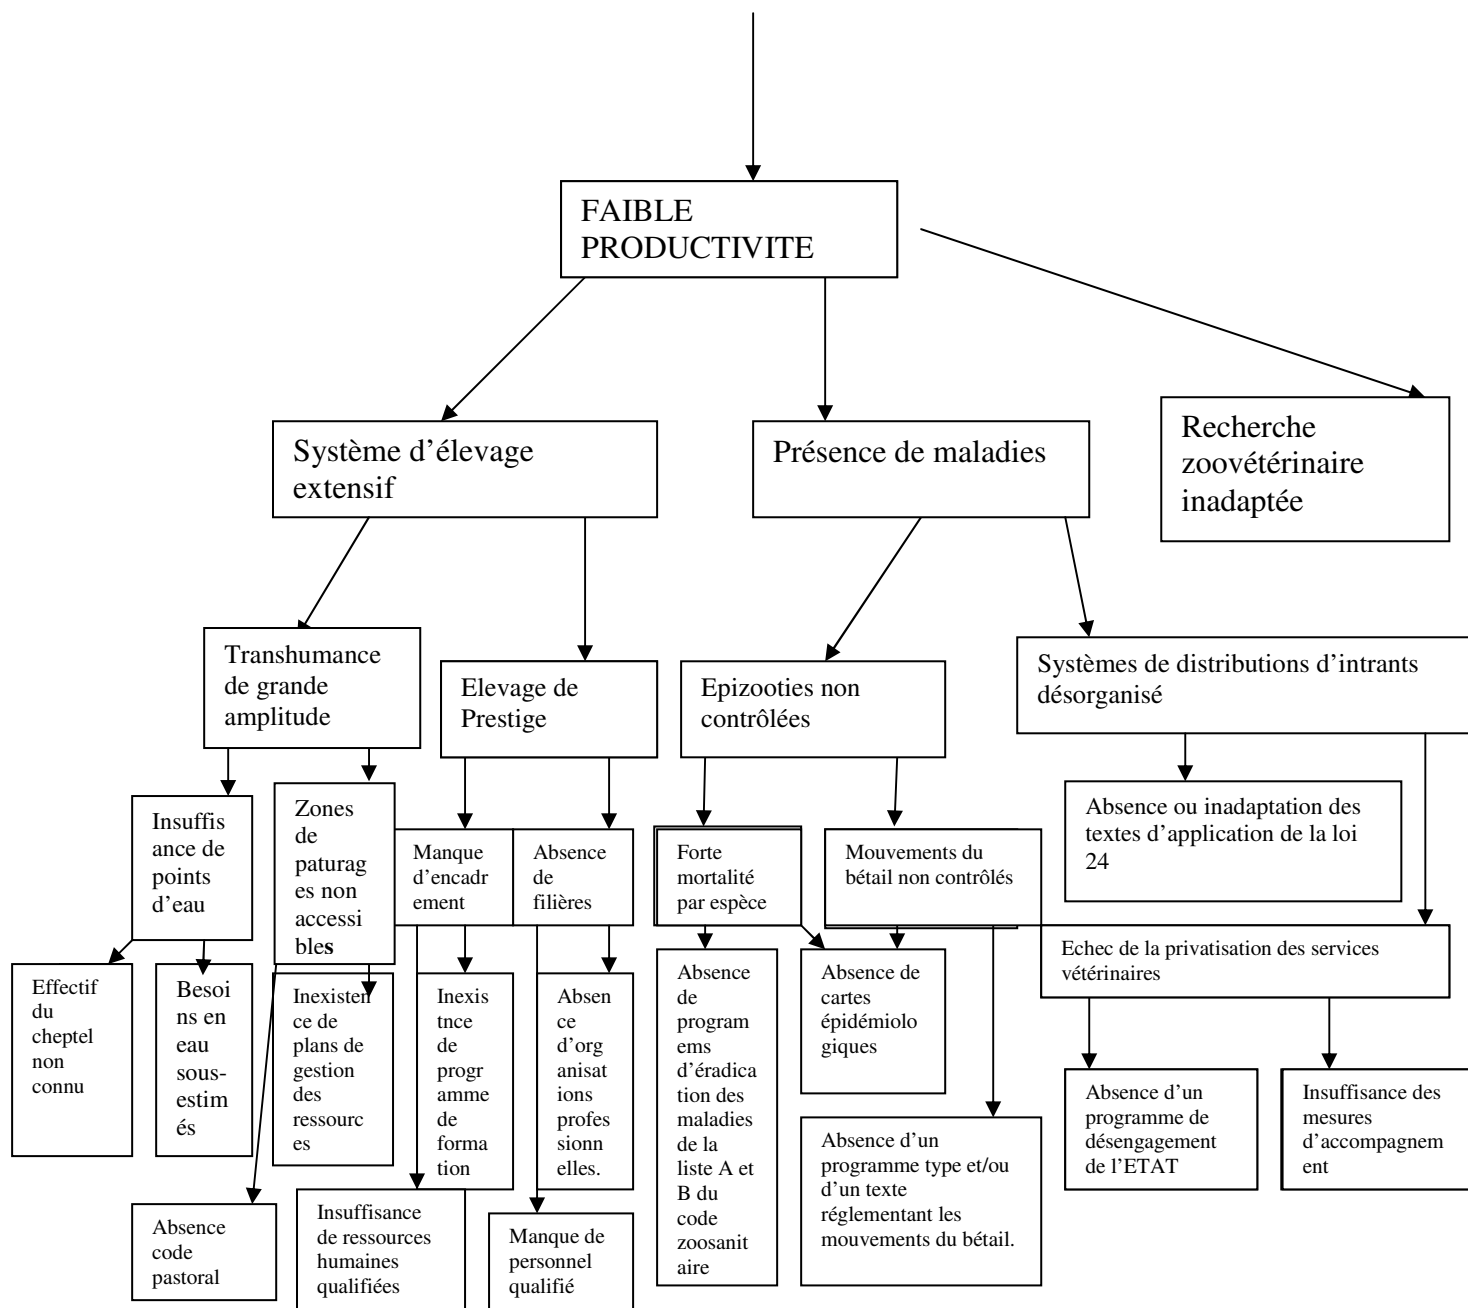 FAIBLE
PRODUCTIVITE
Système d'élevage
extensif
Présence de maladies
Recherche
zoovétérinaire
inadaptée
Transhumance
de grande
amplitude
Elevage de
Prestige
Epizooties non
contrôlées
Systèmes de distributions d'intrants
désorganisé
Insuffis
ance de
points
d'eau
Zones
de
paturag
es non
accessi
bles
Manque
d'encadr
ement
Absence
de
filières
Forte
mortalité
par espèce
Mouvements du
bétail non contrôlés
Absence ou inadaptation des
textes d'application de la loi
24
Echec de la privatisation des services
vétérinaires
Effectif
du
cheptel
non
connu
Besoi
ns en
eau
sous-
estim
és
Inexisten
ce de
plans de
gestion
des
ressourc
es
Inexis
tnce
de
progr
amme
de
forma
tion
Absen
ce
d'org
anisat
ions
profe
ssionn
elles.
Absence
de
program
ems
d'éradica
tion des
maladies
de la
liste A et
B du
code
zoosanit
aire
Absence de
cartes
épidémiolo
giques
Absence d'un
programme type et/ou
d'un texte
réglementant les
mouvements du bétail.
Absence d'un
programme de
désengagement
de l'ETAT
Insuffisance des
mesures
d'accompagnem
ent
Absence
code
pastoral
Insuffisance
de ressources
humaines
qualifiées
Manque de
personnel
qualifié